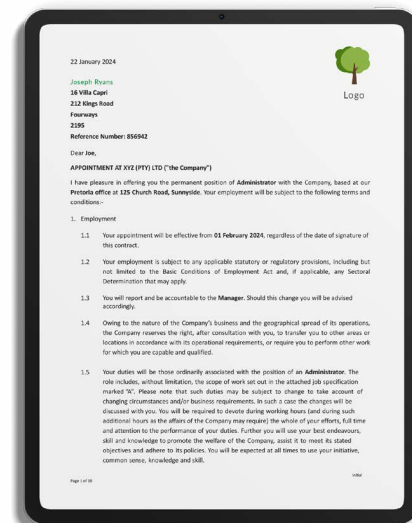 22 January 2024
Logo
Joseph Ryans
16 Villa Capri
212 Kings Road
Fourways
2195
Reference Number: 856942
Dear Joe,
APPOINTMENT AT XYZ (PTY) LTD ("the Company")
I have pleasure in offering you the permanent position of Administrator with the Company, based at our
Pretoria office at 125 Church Road, Sunnyside. Your employment will be subject to the following terms and
conditions:-
1. Employment
1.1 Your appointment will be effective from 01 February 2024, regardless of the date of signature of
this contract.
1.2 Your employment is subject to any applicable statutory or regulatory provisions, including but
not limited to the Basic Conditions of Employment Act and, if applicable, any Sectoral
Determination that may apply.
1.3 You will report and be accountable to the Manager. Should this change you will be advised
accordingly.
1.4 Owing to the nature of the Company's business and the geographical spread of its operations,
the Company reserves the right, after consultation with you, to transfer you to other areas or
locations in accordance with its operational requirements, or require you to perform other work
for which you are capable and qualified.
1.5 Your duties will be those ordinarily associated with the position of an Administrator. The
role includes, without limitation, the scope of work set out in the attached job specification
marked "A". Please note that such duties may be subject to change to take account of
changing circumstances and/or business requirements. In such a case the changes will be
discussed with you. You will be required to devote during working hours (and during such
additional hours as the affairs of the Company may require) the whole of your efforts, full time
and attention to the performance of your duties. Further you will use your best endeavours,
skill and knowledge to promote the welfare of the Company, assist it to meet its stated
objectives and adhere to its policies. You will be expected at all times to use your initiative,
common sense, knowledge and skill.
Initial
Page 1 of